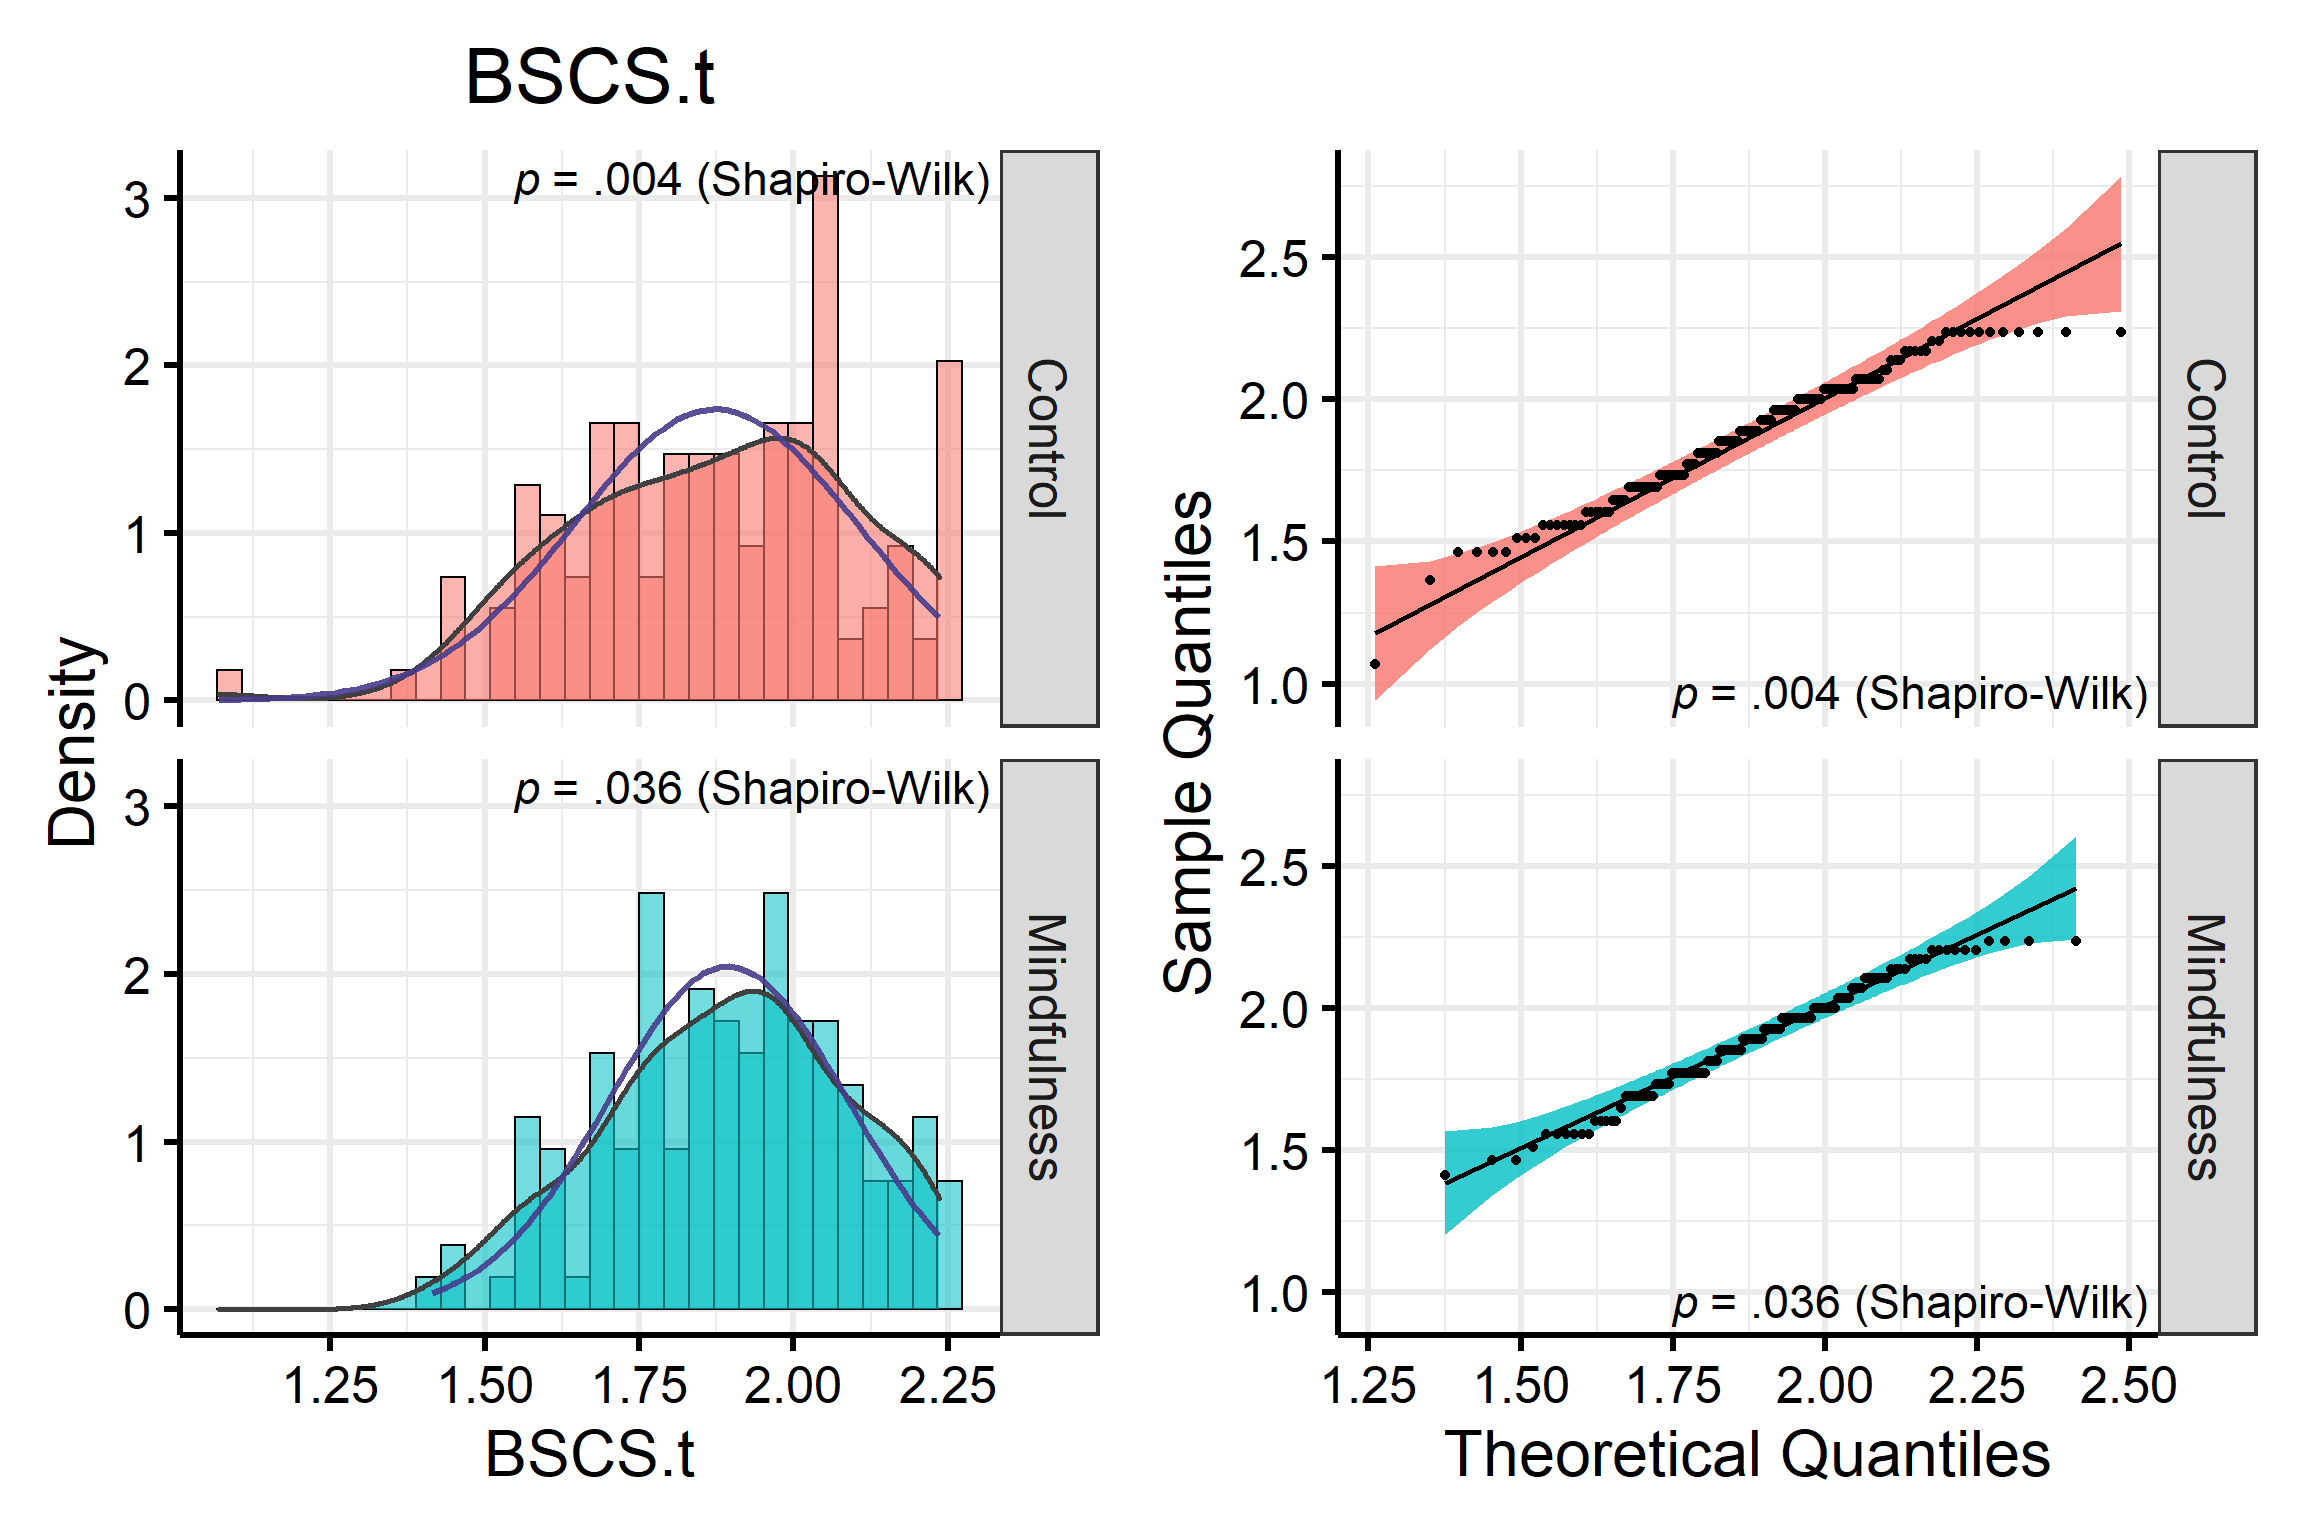 BSCS.t
p = .004 (Shapiro-Wilk)
3
2
1
0
Control
p = .036 (Shapiro-Wilk)
3
2
1
0
Mindfulness
Density
1.25 1.50 1.75 2.00 2.25
BSCS.t
2.5
2.0
1.5
1.0
p = .004 (Shapiro-Wilk)
Control
Sample Quantiles
2.5
2.0
1.5
1.0
p = .036 (Shapiro-Wilk)
Mindfulness
1.25 1.50 1.75 2.00 2.25 2.50
Theoretical Quantiles